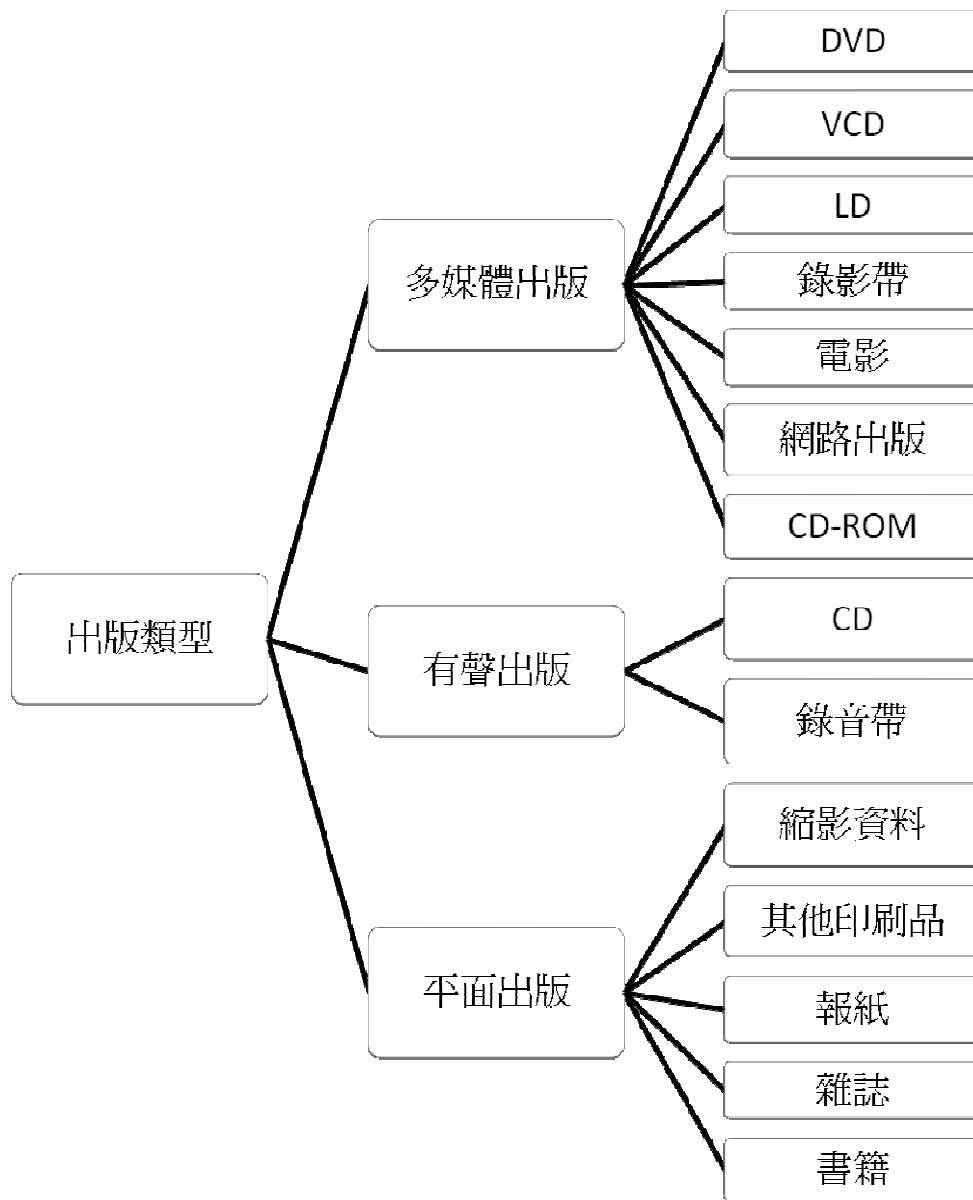 出版類型
多媒體出版
DVD
VCD
LD
錄影帶
電影
網路出版
CD-ROM
有聲出版
CD
錄音帶
平面出版
縮影資料
其他印刷品
報紙
雜誌
書籍